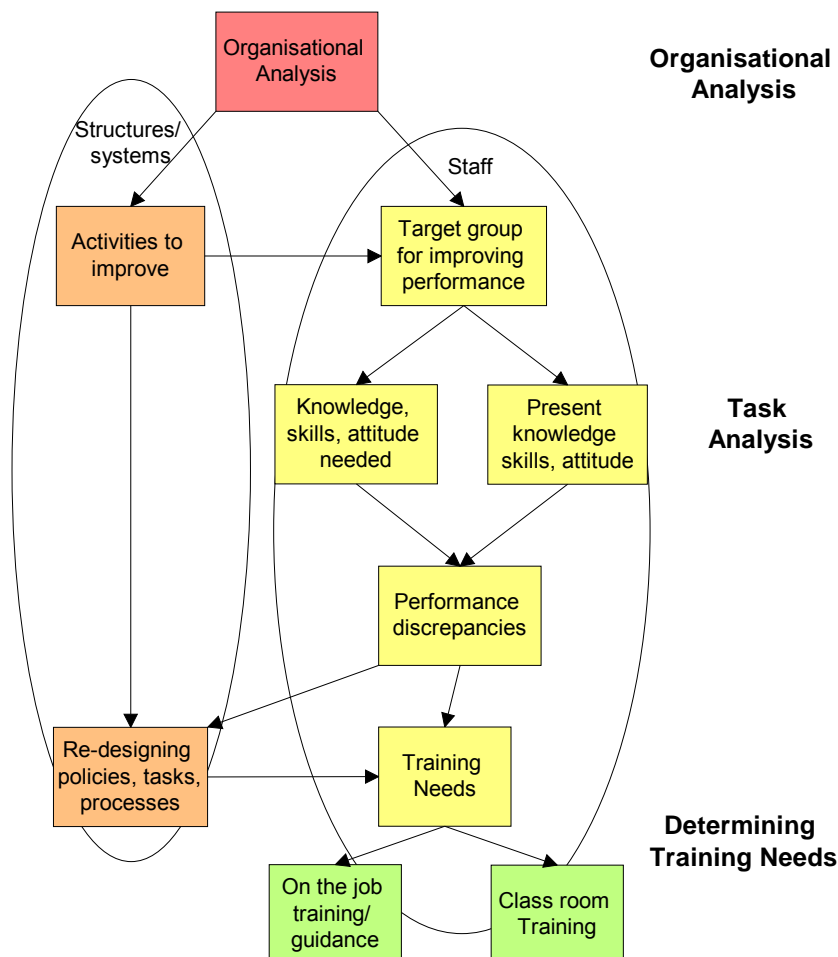 Organisational
Analysis
Organisational
Analysis
Structures/
systems
Staff
Activities to
improve
Target group
for improving
performance
Knowledge,
skills, attitude
needed
Present
knowledge
skills, attitude
Task
Analysis
Performance
discrepancies
Re-designing
policies, tasks,
processes
Training
Needs
Determining
Training Needs
On the job
training/
guidance
Class room
Training